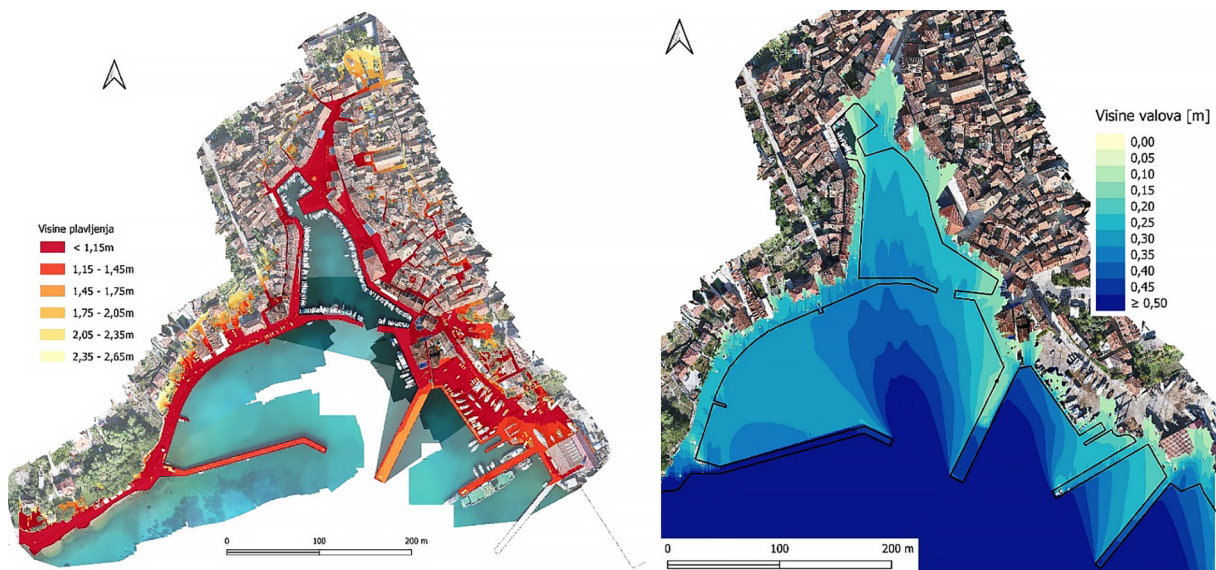 Visine plavljenja
< 1,15m
1,15 - 1,45m
1,45 - 1,75m
1,75 - 2,05m
2,05 - 2,35m
2,35 - 2,65m
0 100 200 m
Visine valova [m]
0,00
0,05
0,10
0,15
0,20
0,25
0,30
0,35
0,40
0,45
≥ 0,50
0 100 200 m